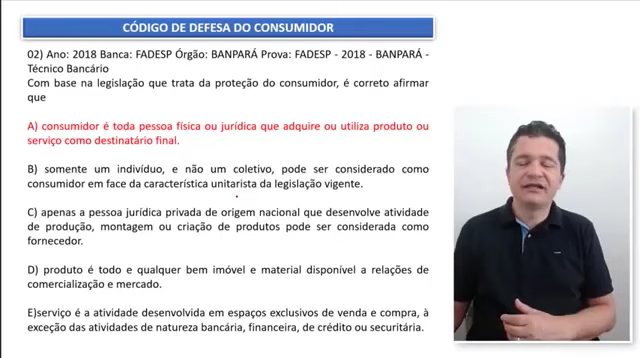 CÓDIGO DE DEFESA DO CONSUMIDOR
02) Ano: 2018 Banca: FADESP Órgão: BANPARÁ Prova: FADESP - 2018 - BANPARÁ -
Técnico Bancário
Com base na legislação que trata da proteção do consumidor, é correto afirmar
que
A) consumidor é toda pessoa física ou jurídica que adquire ou utiliza produto ou
serviço como destinatário final.
B) somente um indivíduo, e não um coletivo, pode ser considerado como
consumidor em face da característica unitarista da legislação vigente.
C) apenas a pessoa jurídica privada de origem nacional que desenvolve atividade
de produção, montagem ou criação de produtos pode ser considerada como
fornecedor.
D) produto é todo e qualquer bem imóvel e material disponível a relações de
comercialização e mercado.
E)serviço é a atividade desenvolvida em espaços exclusivos de venda e compra, à
exceção das atividades de natureza bancária, financeira, de crédito ou securitária.